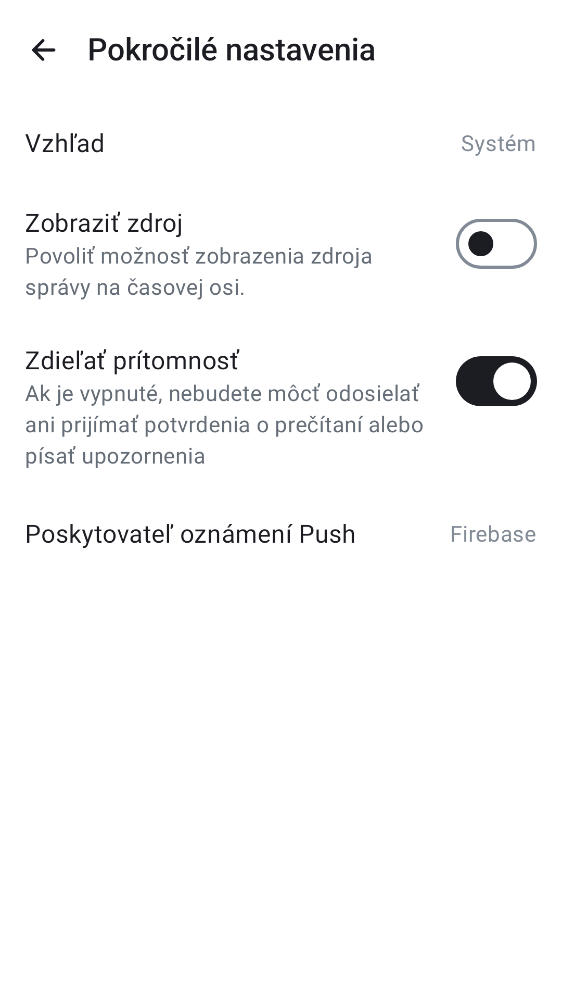 Pokročilé nastavenia
Vzhľad
Systém
Zobraziť zdroj
Povoliť možnosť zobrazenia zdroja
správy na časovej osi.
Zdieľať prítomnosť
Ak je vypnuté, nebudete môcť odosielať
ani prijímať potvrdenia o prečítaní alebo
písať upozornenia
Poskytovateľ oznámení Push
Firebase